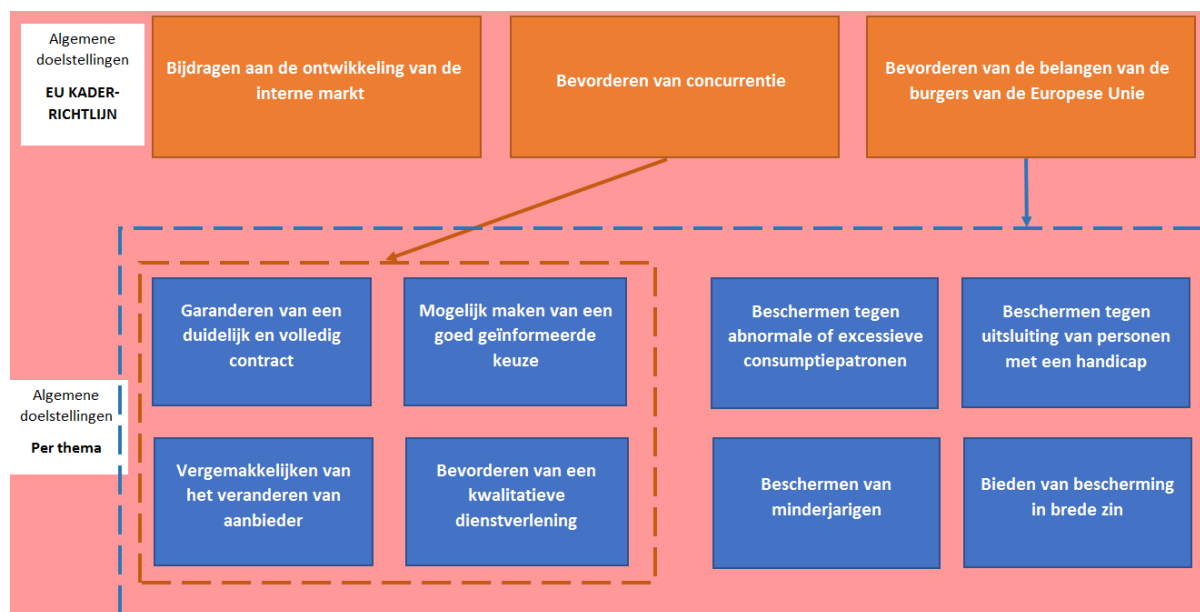 Algemene
doelstellingen
EU KADER-
RICHTLIJN
Bijdragen aan de ontwikkeling van de
interne markt
Bevorderen van concurrentie
Bevorderen van de belangen van de
burgers van de Europese Unie
Algemene
doelstellingen
Per thema
Garanderen van een
duidelijk en volledig
contract
Mogelijk maken van een
goed geïnformeerde
keuze
Beschermen tegen
abnormale of excessieve
consumptiepatronen
Beschermen tegen
uitsluiting van personen
met een handicap
Vergemakkelijken van
het veranderen van
aanbieder
Bevorderen van een
kwalitatieve
dienstverlening
Beschermen van
minderjarigen
Bieden van bescherming
in brede zin